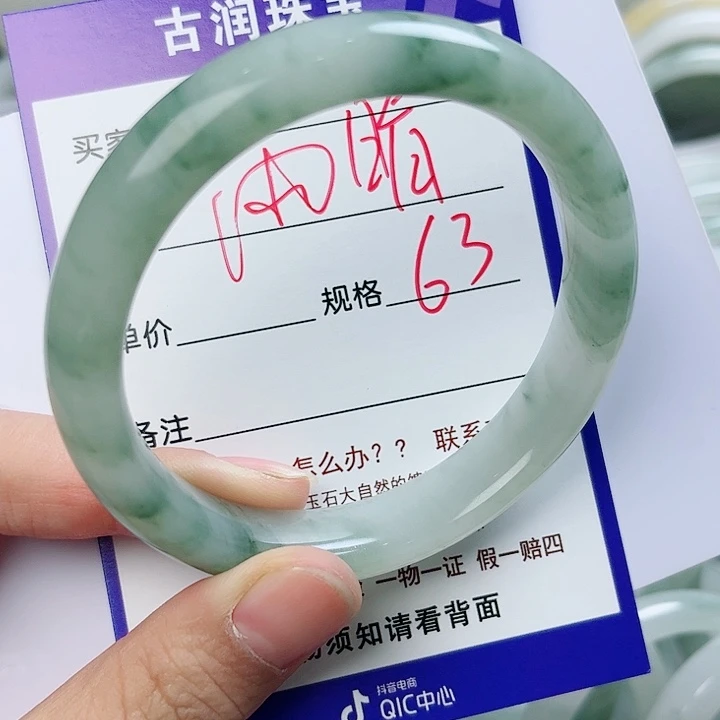 古润珠宝
买家
规格 63
单价
备注
怎么办？？ 联系
玉石大自然的
一物一证 假一赔四
须知请看背面
抖音电商
QIC中心